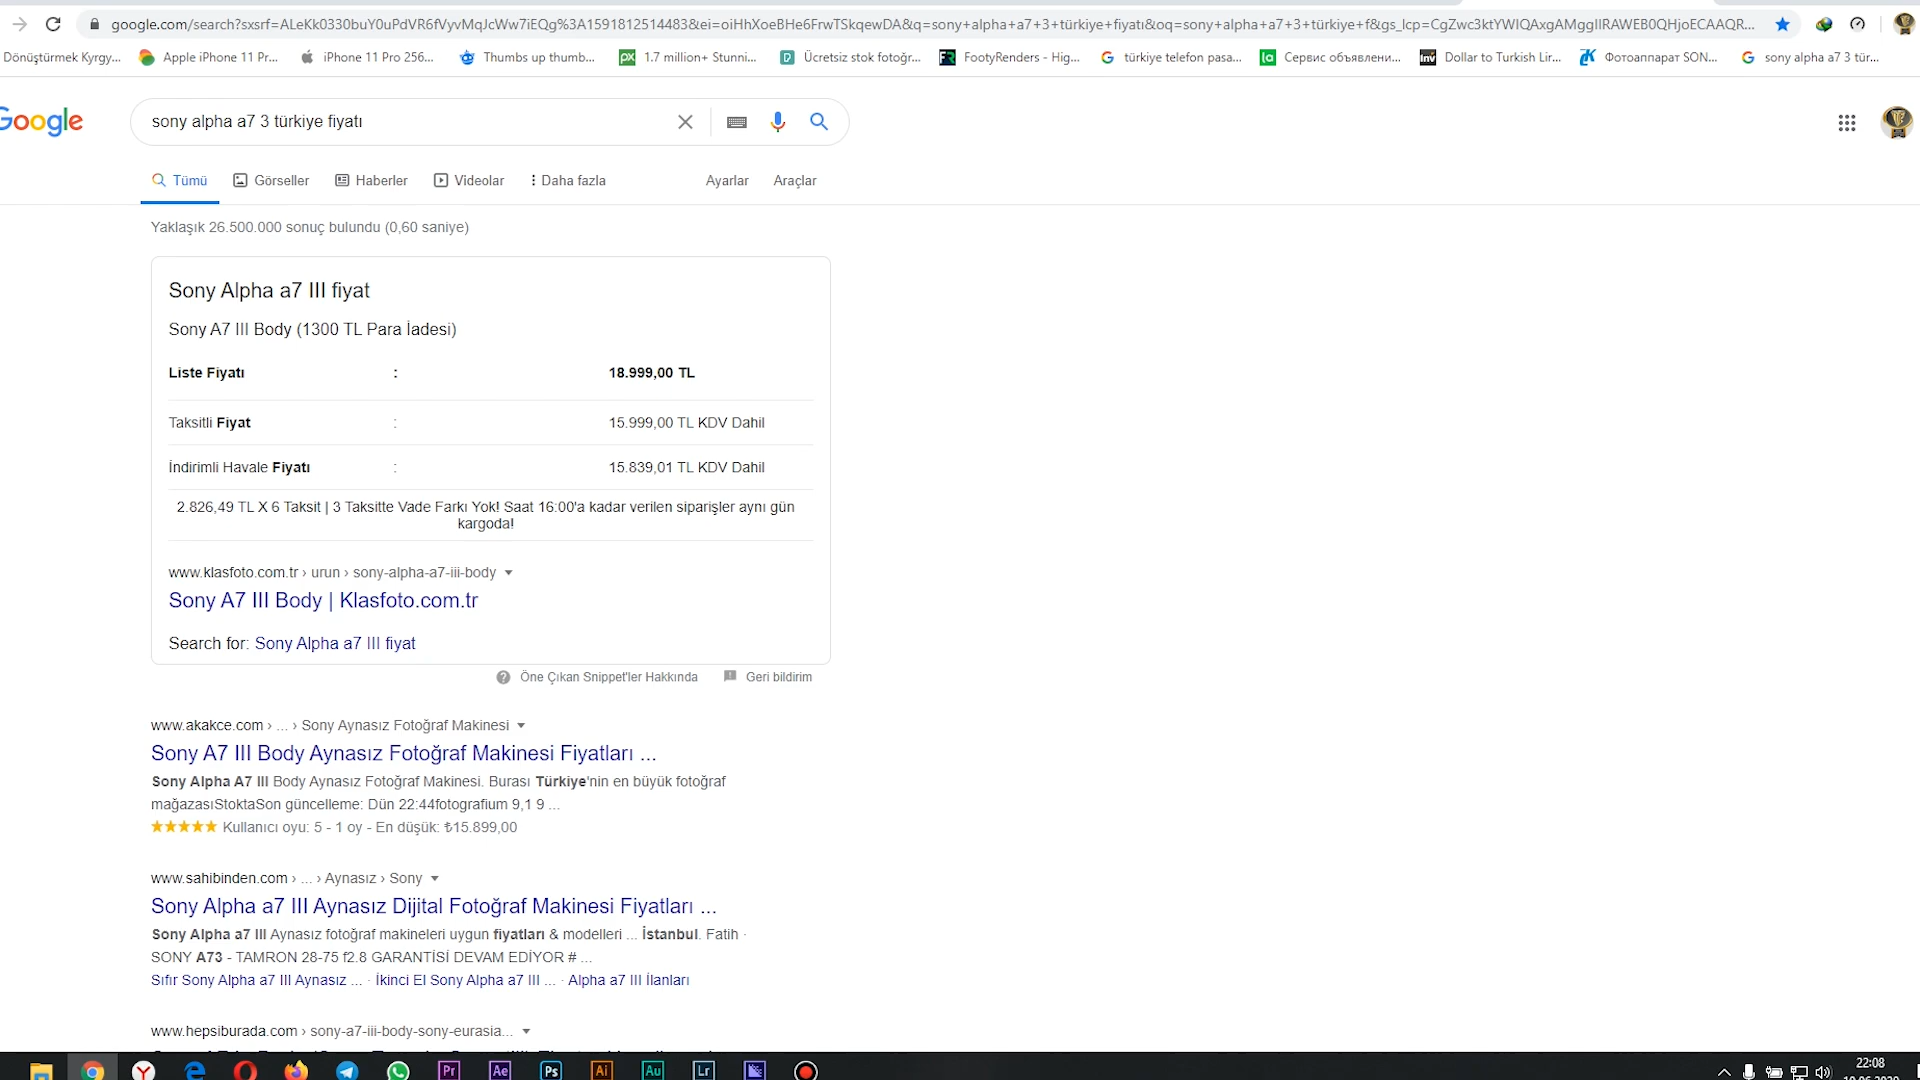 google.com/search?sxsrf=ALeKk0330buY0uPdVR6fVyvMqJcWw7iEQg%3A1591812514483&ei=oiHhXoeBHe6FrwTSkqewDA&q=sony+alpha+a7+3+türkiye+fiyatı&oq=sony+alpha+a7+3+türkiye+f&gs_lcp=CgZwc3ktYWIQAxgAMggIIRAWEB0QHjoECAAQR...
Dönüştürmek Kyrgy...
Apple iPhone 11 Pr...
iPhone 11 Pro 256...
Thumbs up thumb...
1.7 million+ Stunni...
Ücretsiz stok fotoğr...
FootyRenders - Hig...
türkiye telefon pasa...
Сервис объявлени...
Dollar to Turkish Lir...
Фотоаппарат SON...
sony alpha a7 3 tür...
Google
sony alpha a7 3 türkiye fiyatı
Tümü
Görseller
Haberler
Videolar
Daha fazla
Ayarlar
Araçlar
Yaklaşık 26.500.000 sonuç bulundu (0,60 saniye)
Sony Alpha a7 III fiyat
Sony A7 III Body (1300 TL Para İadesi)
Liste Fiyatı : 18.999,00 TL
Taksitli Fiyat : 15.999,00 TL KDV Dahil
İndirimli Havale Fiyatı : 15.839,01 TL KDV Dahil
2.826,49 TL X 6 Taksit | 3 Taksitte Vade Farkı Yok! Saat 16:00'a kadar verilen siparişler aynı gün
kargoda!
www.klasfoto.com.tr › urun › sony-alpha-a7-iii-body
Sony A7 III Body | Klasfoto.com.tr
Search for: Sony Alpha a7 III fiyat
Öne Çıkan Snippet'ler Hakkında
Geri bildirim
www.akakce.com › ... › Sony Aynasız Fotoğraf Makinesi
Sony A7 III Body Aynasız Fotoğraf Makinesi Fiyatları ...
Sony Alpha A7 III Body Aynasız Fotoğraf Makinesi. Burası Türkiye'nin en büyük fotoğraf
mağazasıStoktaSon güncelleme: Dün 22:44fotografium 9,1 9 ...
Kullanıcı oyu: 5 - 1 oy - En düşük: ₺15.899,00
www.sahibinden.com › ... › Aynasız › Sony
Sony Alpha a7 III Aynasız Dijital Fotoğraf Makinesi Fiyatları ...
Sony Alpha a7 III Aynasız fotoğraf makineleri uygun fiyatları & modelleri ... İstanbul. Fatih ·
SONY A73 - TAMRON 28-75 f2.8 GARANTİSİ DEVAM EDİYOR # ...
Sıfır Sony Alpha a7 III Aynasız ... · İkinci El Sony Alpha a7 III ... · Alpha a7 III İlanları
www.hepsiburada.com › sony-a7-iii-body-sony-eurasia...
Pr
Ae
Ps
Ai
Au
Lr
22:08